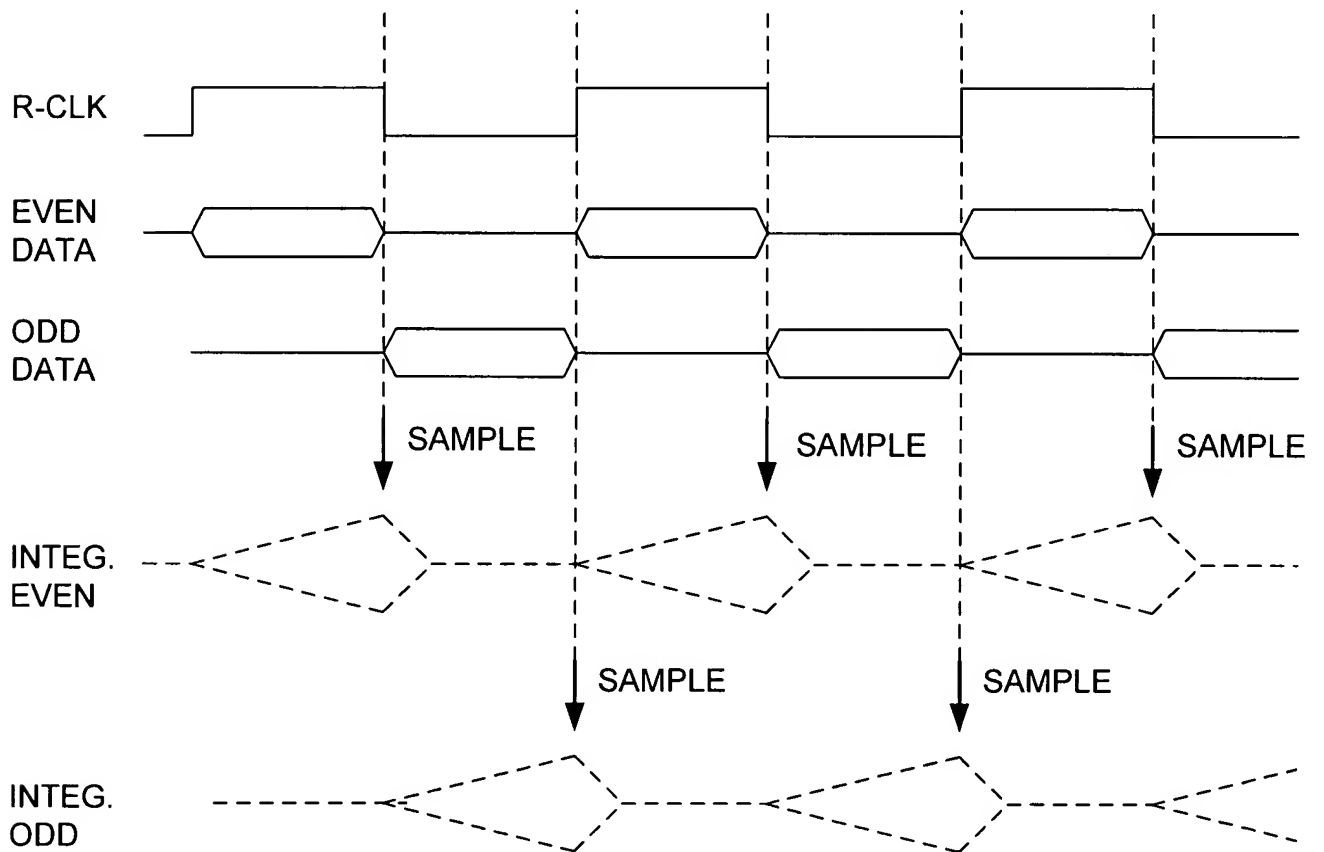 R-CLK
EVEN
DATA
ODD
DATA
SAMPLE
SAMPLE
SAMPLE
INTEG.
EVEN
SAMPLE
SAMPLE
INTEG.
ODD